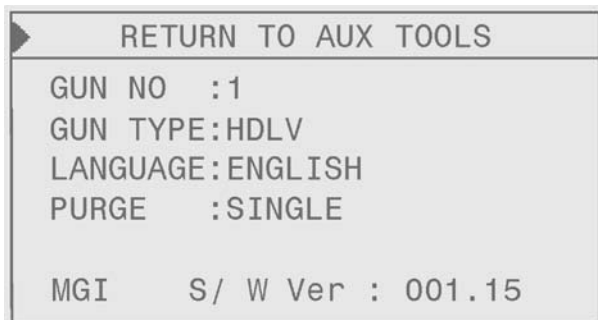 RETURN TO AUX TOOLS
GUN NO :1
GUN TYPE:HDLV
LANGUAGE:ENGLISH
PURGE :SINGLE
MGI S/ W Ver : 001.15